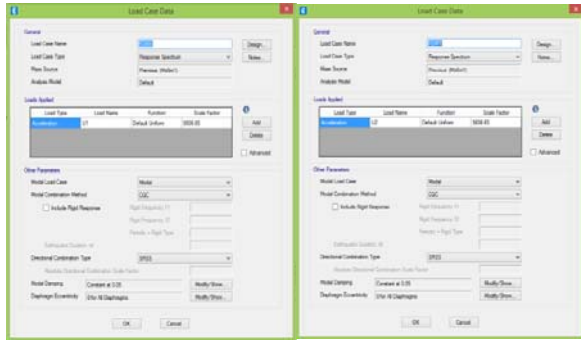 Load Case Data
General
Load Case Name
Design...
Load Case Type
Response Spectrum
Notes...
Mass Source
Previous (MsSrc1)
Analysis Model
Default
Loads Applied
Load Type Load Name Function Scale Factor
Acceleration U1 Default Uniform
Add
Delete
Advanced
Other Parameters
Modal Load Case
Modal
Modal Combination Method
CQC
Include Rigid Response
Rigid Frequency, f1
Rigid Frequency, f2
Periodic + Rigid Type
Earthquake Duration, td
Directional Combination Type
SRSS
Absolute Directional Combination Scale Factor
Modal Damping
Constant at 0.05
Modify/Show...
Diaphragm Eccentricity
0 for All Diaphragms
Modify/Show...
OK Cancel
Load Case Data
General
Load Case Name
Design...
Load Case Type
Response Spectrum
Notes...
Mass Source
Previous (MsSrc1)
Analysis Model
Default
Loads Applied
Load Type Load Name Function Scale Factor
Acceleration U2 Default Uniform
Add
Delete
Advanced
Other Parameters
Modal Load Case
Modal
Modal Combination Method
CQC
Include Rigid Response
Rigid Frequency, f1
Rigid Frequency, f2
Periodic + Rigid Type
Earthquake Duration, td
Directional Combination Type
SRSS
Absolute Directional Combination Scale Factor
Modal Damping
Constant at 0.05
Modify/Show...
Diaphragm Eccentricity
0 for All Diaphragms
Modify/Show...
OK Cancel